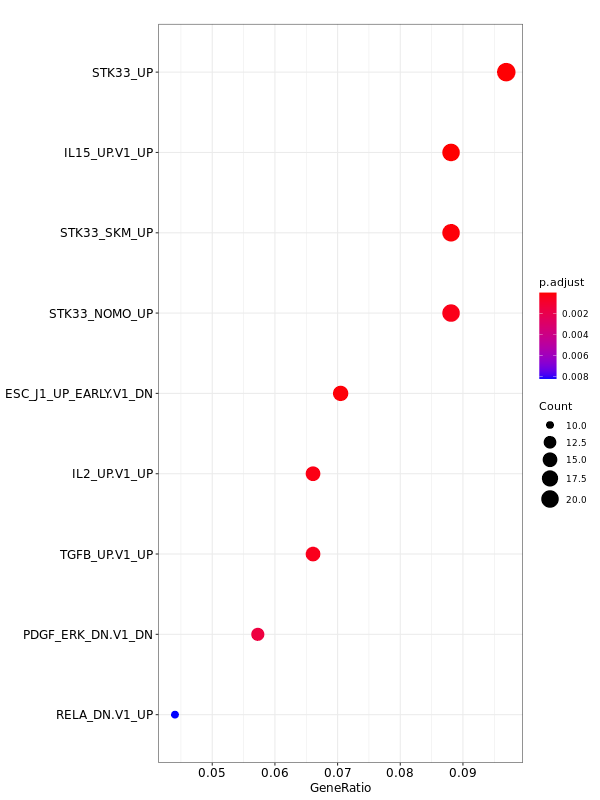 STK33_UP
IL15_UP.V1_UP
STK33_SKM_UP
STK33_NOMO_UP
ESC_J1_UP_EARLY.V1_DN
IL2_UP.V1_UP
TGFB_UP.V1_UP
PDGF_ERK_DN.V1_DN
RELA_DN.V1_UP
0.05 0.06 0.07 0.08 0.09
GeneRatio
p.adjust
0.002
0.004
0.006
0.008
Count
10.0
12.5
15.0
17.5
20.0